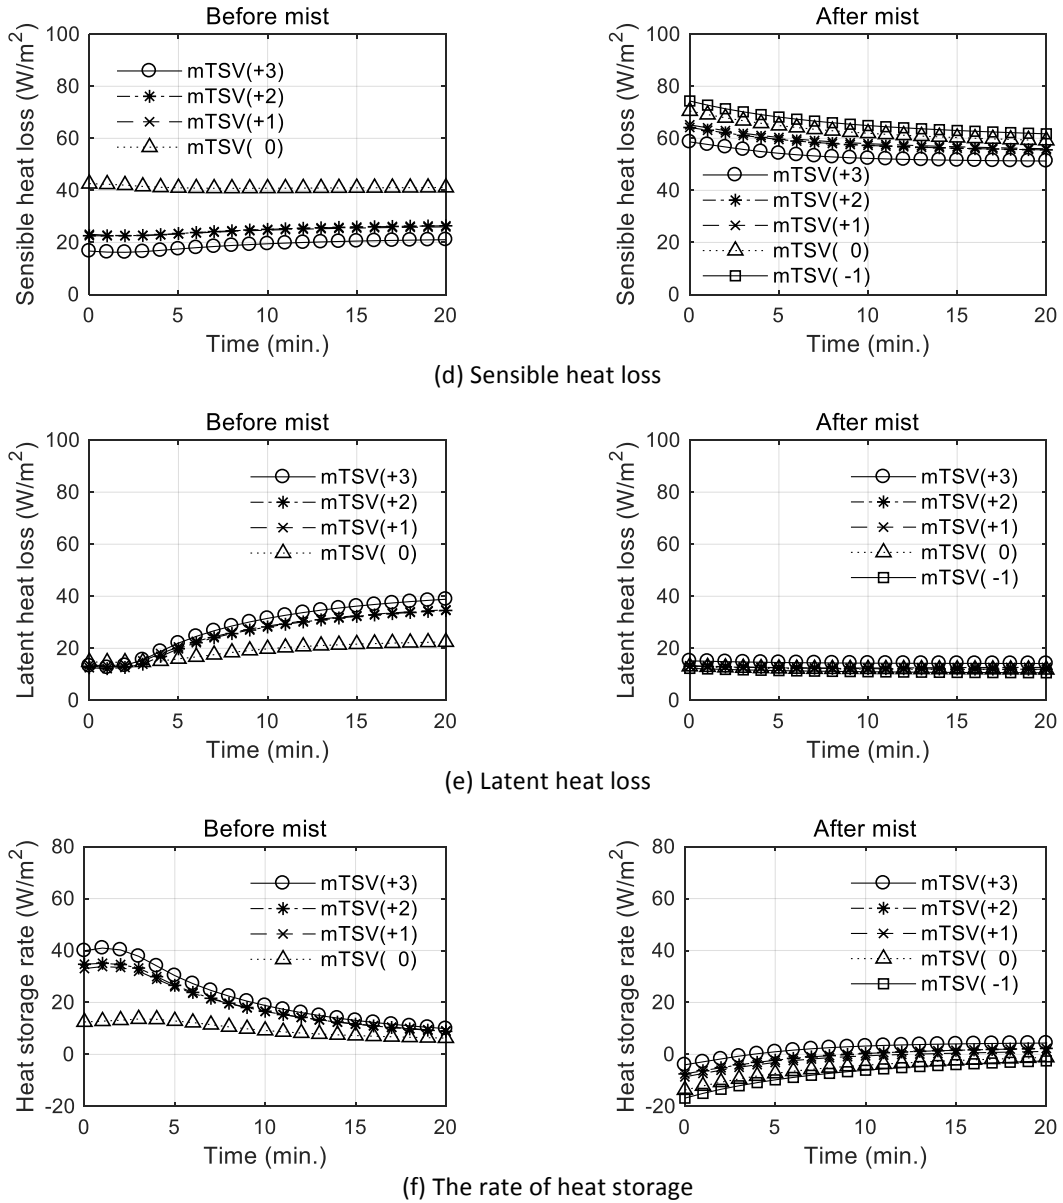 Before mist
After mist
Sensible heat loss (W/m²)
100
80
60
40
20
0
mTSV(+3)
mTSV(+2)
mTSV(+1)
mTSV( 0)
0 5 10 15 20
Time (min.)
Sensible heat loss (W/m²)
100
80
60
40
20
0
mTSV(+3)
mTSV(+2)
mTSV(+1)
mTSV( 0)
mTSV( -1)
0 5 10 15 20
Time (min.)
(d) Sensible heat loss
Before mist
After mist
Latent heat loss (W/m²)
100
80
60
40
20
0
mTSV(+3)
mTSV(+2)
mTSV(+1)
mTSV( 0)
0 5 10 15 20
Time (min.)
Latent heat loss (W/m²)
100
80
60
40
20
0
mTSV(+3)
mTSV(+2)
mTSV(+1)
mTSV( 0)
mTSV( -1)
0 5 10 15 20
Time (min.)
(e) Latent heat loss
Before mist
After mist
Heat storage rate (W/m²)
80
60
40
20
0
-20
mTSV(+3)
mTSV(+2)
mTSV(+1)
mTSV( 0)
0 5 10 15 20
Time (min.)
Heat storage rate (W/m²)
80
60
40
20
0
-20
mTSV(+3)
mTSV(+2)
mTSV(+1)
mTSV( 0)
mTSV( -1)
0 5 10 15 20
Time (min.)
(f) The rate of heat storage